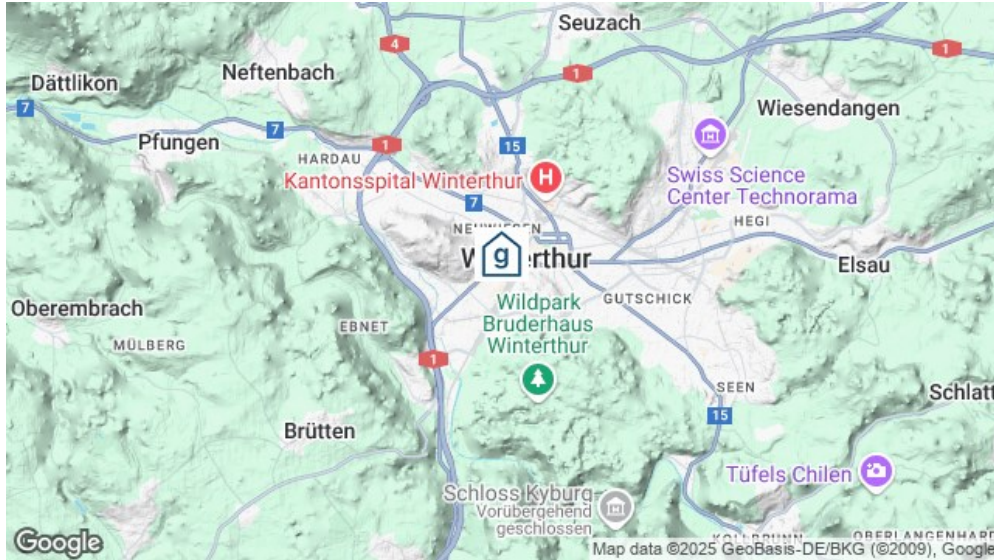 Seuzach
4
1
1
Dättlikon
Neftenbach
7
Wiesendangen
Pfungen
7
HARDAU
1
15
Kantonsspital Winterthur
H
Swiss Science
Center Technorama
7
HEGI
g
Elsau
Oberembrach
MÜLBERG
EBNET
Wildpark
Bruderhaus
Winterthur
GUTSCHICK
1
SEEN
15
Schlatt
Brütten
Tüfels Chilen
Schloss Kyburg
Vorübergehend
geschlossen
Google
Map data ©2025 GeoBasis-DE/BKG (©2009), Google